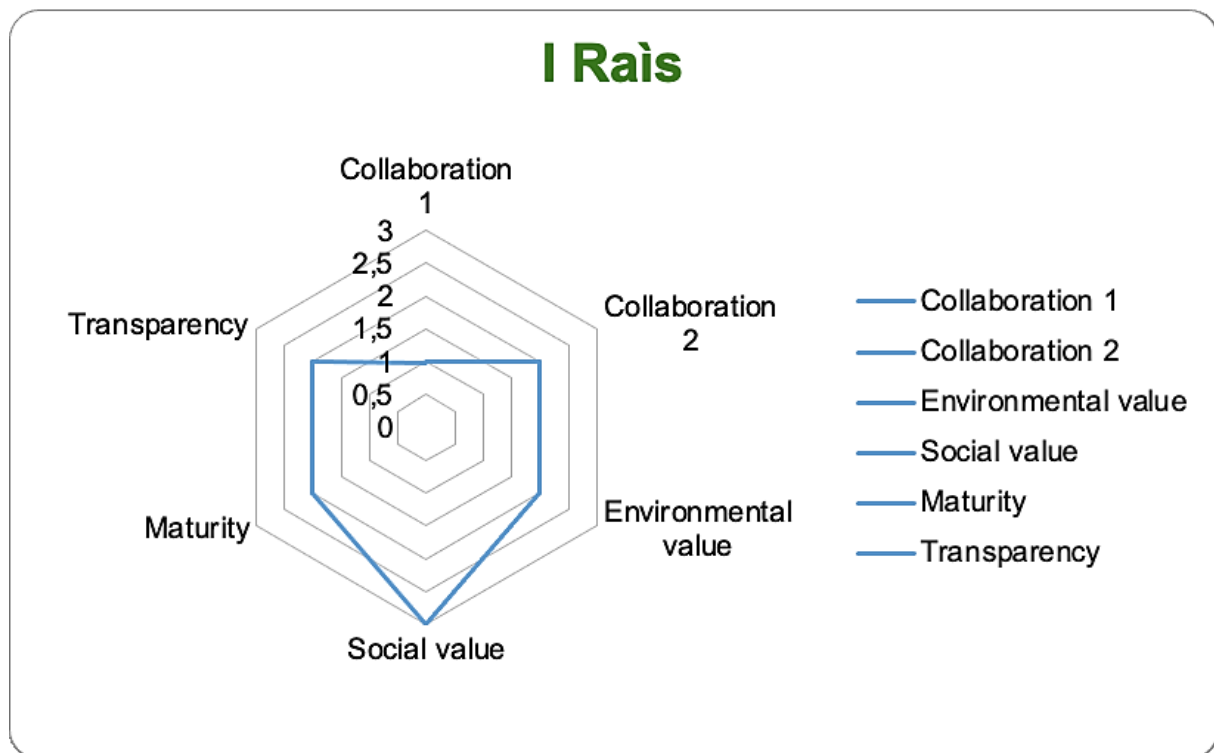 I Raìs
Collaboration
1
3
2,5
2
1,5
1
0,5
0
Collaboration
2
Environmental
value
Social value
Maturity
Transparency
Collaboration 1
Collaboration 2
Environmental value
Social value
Maturity
Transparency